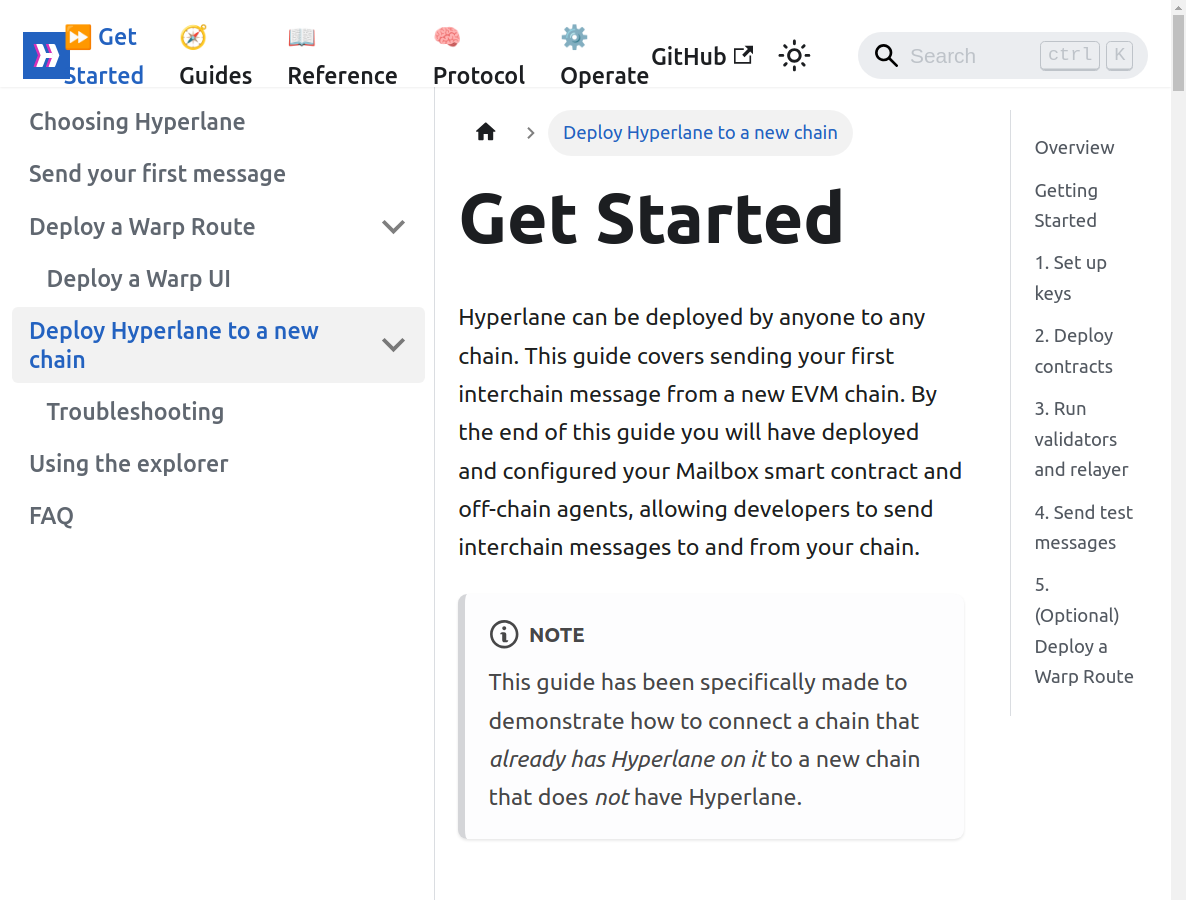 ⏩ Get Started
🧭 Guides
📖 Reference
🧠 Protocol
⚙️ Operate
GitHub
Search
ctrl K
Choosing Hyperlane
Send your first message
Deploy a Warp Route
Deploy a Warp UI
Deploy Hyperlane to a new
chain
Troubleshooting
Using the explorer
FAQ
Deploy Hyperlane to a new chain
Get Started
Hyperlane can be deployed by anyone to any
chain. This guide covers sending your first
interchain message from a new EVM chain. By
the end of this guide you will have deployed
and configured your Mailbox smart contract and
off-chain agents, allowing developers to send
interchain messages to and from your chain.
NOTE
This guide has been specifically made to
demonstrate how to connect a chain that
already has Hyperlane on it to a new chain
that does not have Hyperlane.
Overview
Getting
Started
1. Set up
keys
2. Deploy
contracts
3. Run
validators
and relayer
4. Send test
messages
5.
(Optional)
Deploy a
Warp Route